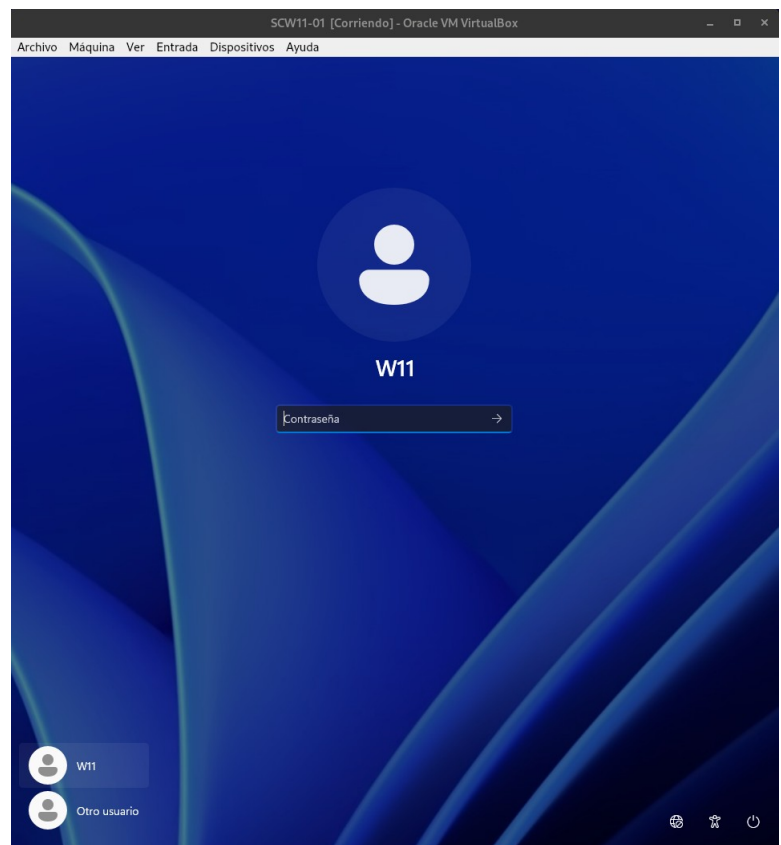 SCW11-01 [Corriendo] - Oracle VM VirtualBox
Archivo Máquina Ver Entrada Dispositivos Ayuda
W11
Contraseña
W11
Otro usuario